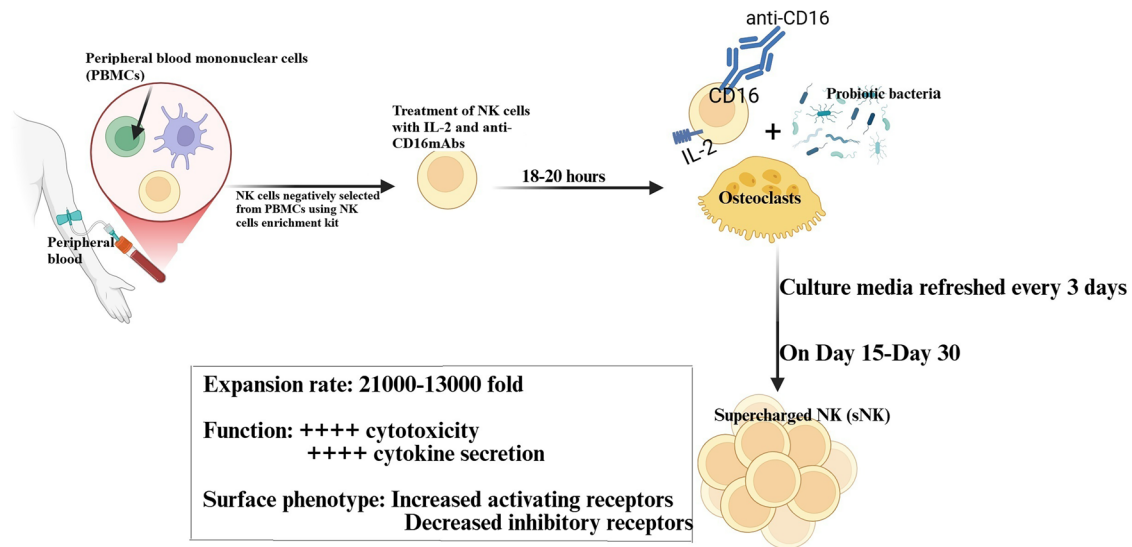 Peripheral blood mononuclear cells
(PBMCs)
Peripheral
blood
NK cells negatively selected
from PBMCs using NK
cells enrichment kit
Treatment of NK cells
with IL-2 and anti-
CD16mAbs
18-20 hours
anti-CD16
CD16
IL-2
+
Probiotic bacteria
Osteoclasts
Culture media refreshed every 3 days
On Day 15-Day 30
Supercharged NK (sNK)
Expansion rate: 21000-13000 fold
Function: ++++ cytotoxicity
++++ cytokine secretion
Surface phenotype: Increased activating receptors
Decreased inhibitory receptors